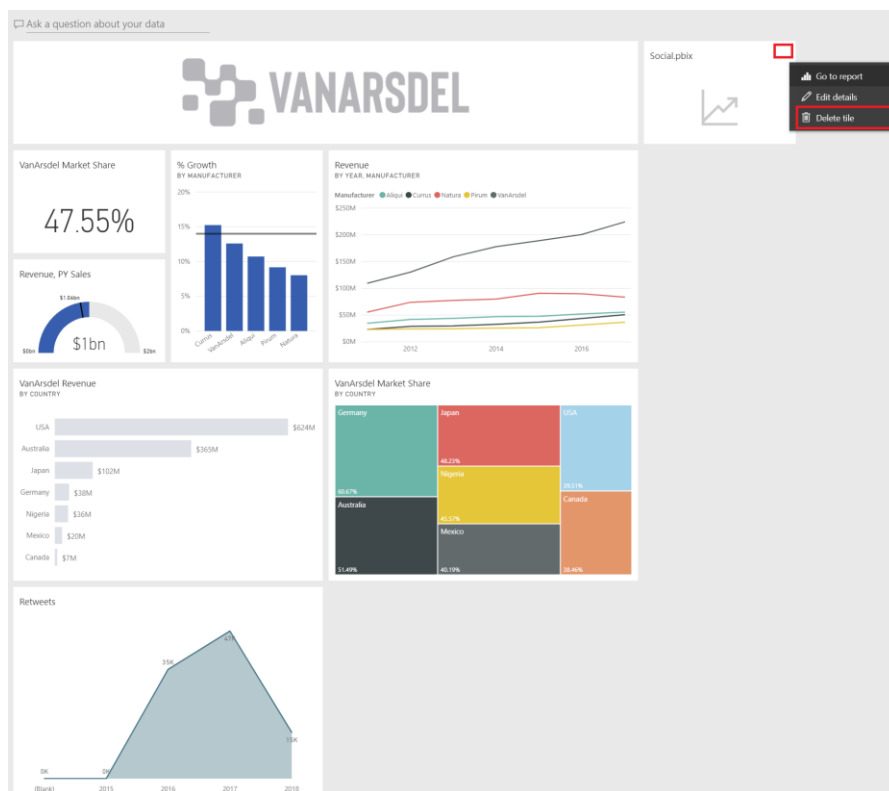 Ask a question about your data
VANARSDEL
Social.pbix
Go to report
Edit details
Delete tile
VanArsdel Market Share
47.55%
Revenue, PY Sales
$1.06bn
$1bn
$0bn
$2bn
% Growth
BY MANUFACTURER
20%
15%
10%
5%
0%
Currus
VanArsdel
Aliqui
Pirum
Natura
Revenue
BY YEAR, MANUFACTURER
Manufacturer Aliqui Currus Natura Pirum VanArsdel
$250M
$200M
$150M
$100M
$50M
$0M
2012 2014 2016
VanArsdel Revenue
BY COUNTRY
USA $624M
Australia $365M
Japan $102M
Germany $38M
Nigeria $36M
Mexico $20M
Canada $7M
VanArsdel Market Share
BY COUNTRY
Germany
60.67%
Australia
51.49%
Japan
46.23%
Nigeria
45.57%
Mexico
40.19%
USA
39.51%
Canada
38.46%
Retweets
47K
35K
15K
0K 0K
(Blank) 2015 2016 2017 2018